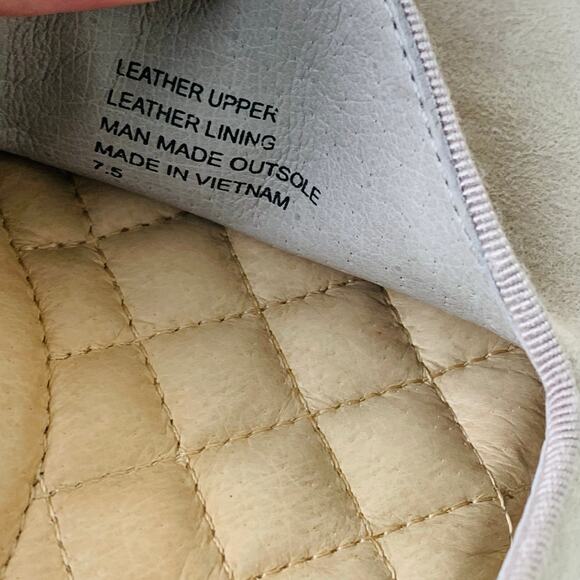 LEATHER UPPER
LEATHER LINING
MAN MADE OUTSOLE
MADE IN VIETNAM
7.5